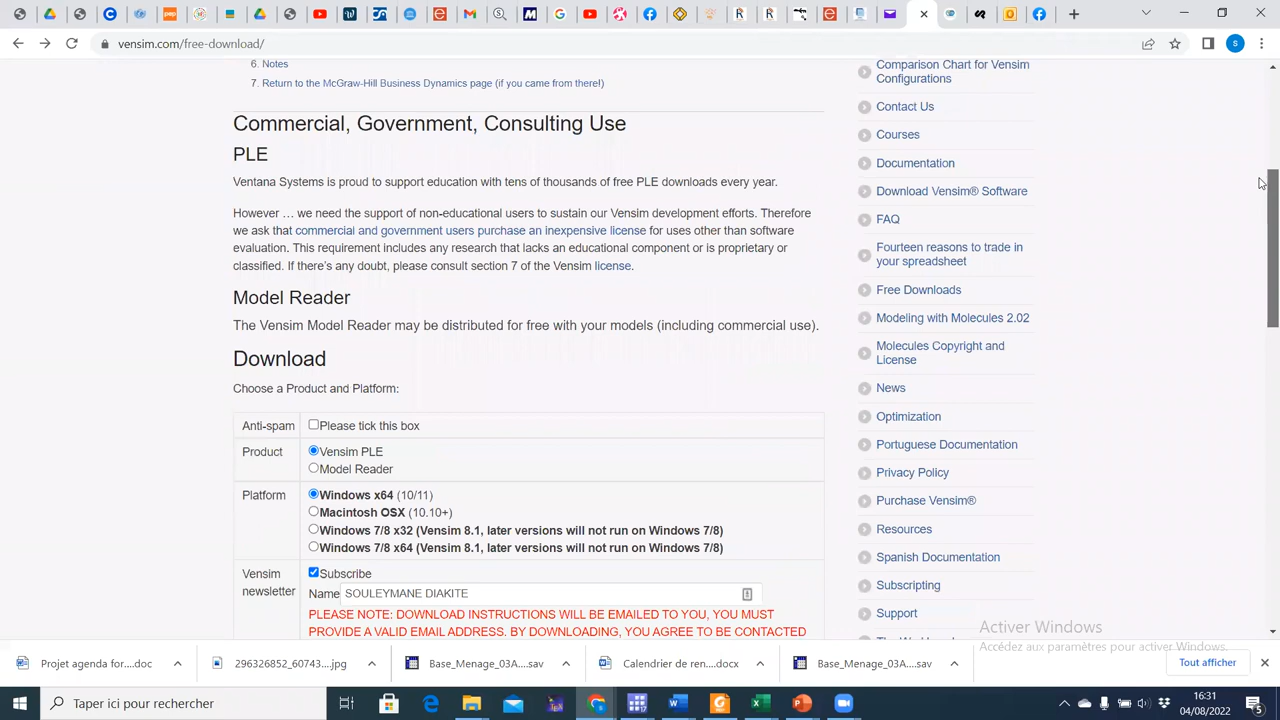 vensim.com/free-download/
S
6. Notes
7. Return to the McGraw-Hill Business Dynamics page (if you came from there!)
Commercial, Government, Consulting Use
PLE
Ventana Systems is proud to support education with tens of thousands of free PLE downloads every year.
However … we need the support of non-educational users to sustain our Vensim development efforts. Therefore
we ask that commercial and government users purchase an inexpensive license for uses other than software
evaluation. This requirement includes any research that lacks an educational component or is proprietary or
classified. If there's any doubt, please consult section 7 of the Vensim license.
Model Reader
The Vensim Model Reader may be distributed for free with your models (including commercial use).
Download
Choose a Product and Platform:
Anti-spam Please tick this box
Product Vensim PLE
Model Reader
Platform Windows x64 (10/11)
Macintosh OSX (10.10+)
Windows 7/8 x32 (Vensim 8.1, later versions will not run on Windows 7/8)
Windows 7/8 x64 (Vensim 8.1, later versions will not run on Windows 7/8)
Vensim newsletter Subscribe
Name SOULEYMANE DIAKITE
PLEASE NOTE: DOWNLOAD INSTRUCTIONS WILL BE EMAILED TO YOU, YOU MUST
PROVIDE A VALID EMAIL ADDRESS. BY DOWNLOADING, YOU AGREE TO BE CONTACTED
Comparison Chart for Vensim
Configurations
Contact Us
Courses
Documentation
Download Vensim® Software
FAQ
Fourteen reasons to trade in
your spreadsheet
Free Downloads
Modeling with Molecules 2.02
Molecules Copyright and
License
News
Optimization
Portuguese Documentation
Privacy Policy
Purchase Vensim®
Resources
Spanish Documentation
Subscripting
Support
Activer Windows
Accédez aux paramètres pour activer Windows.
Projet agenda for....doc
296326852_60743....jpg
Base_Menage_03A....sav
Calendrier de ren....docx
Base_Menage_03A....sav
Tout afficher
Taper ici pour rechercher
16:31
04/08/2022
5